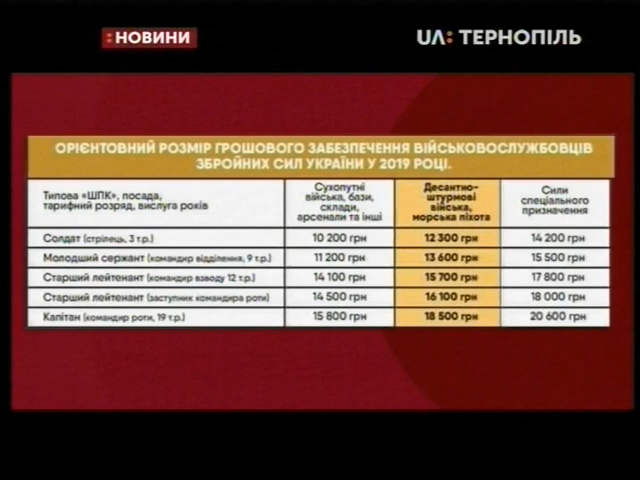 :НОВИНИ
UA: ТЕРНОПІЛЬ
ОРІЄНТОВНИЙ РОЗМІР ГРОШОВОГО ЗАБЕЗПЕЧЕННЯ ВІЙСЬКОВОСЛУЖБОВЦІВ
ЗБРОЙНИХ СИЛ УКРАЇНИ У 2019 РОЦІ.
Типова «ШПК», посада,
тарифний розряд, вислуга років
Сухопутні
війська, бази,
склади,
арсенали та інші
Десантно-
штурмові
війська,
морська піхота
Сили
спеціального
призначення
Солдат (стрілець, 3 т.р.) 10 200 грн 12 300 грн 14 200 грн
Молодший сержант (командир відділення, 9 т.р.) 11 200 грн 13 600 грн 15 500 грн
Старший лейтенант (командир взводу 12 т.р.) 14 100 грн 15 700 грн 17 800 грн
Старший лейтенант (заступник командира роти) 14 500 грн 16 100 грн 18 000 грн
Капітан (командир роти, 19 т.р.) 15 800 грн 18 500 грн 20 600 грн